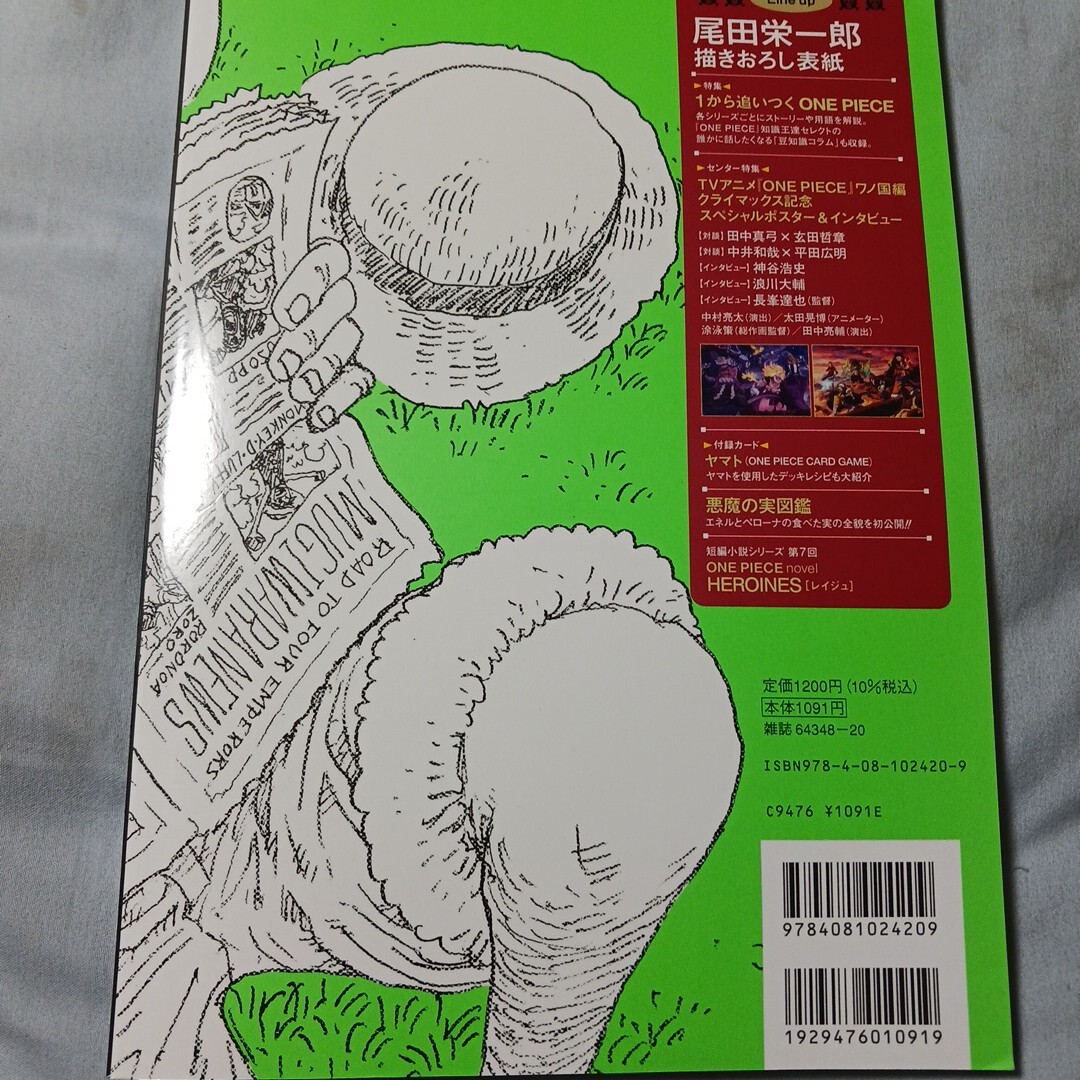 Line up
尾田栄一郎
描きおろし表紙
特集
1から追いつくONE PIECE
各シリーズごとにストーリーや用語を解説。
『ONE PIECE』知識王達セレクトの
誰かに話したくなる「豆知識コラム」も収録。
センター特集
TVアニメ『ONE PIECE』ワノ国編
クライマックス記念
スペシャルポスター&インタビュー
【対談】田中真弓×玄田哲章
【対談】中井和哉×平田広明
【インタビュー】神谷浩史
【インタビュー】浪川大輔
【インタビュー】長峯達也(監督)
中村亮太(演出)/太田晃博(アニメーター)
涂泳策(総作画監督)/田中亮輔(演出)
付録カード
ヤマト(ONE PIECE CARD GAME)
ヤマトを使用したデッキレシピも大紹介
悪魔の実図鑑
エネルとペローナの食べた実の全貌を初公開!!
短編小説シリーズ 第7回
ONE PIECE novel
HEROINES[レイジュ]
定価1200円(10%税込)
本体1091円
雑誌 64348-20
ISBN978-4-08-102420-9
C9476 ¥1091E
9784081024209
1929476010919
USOPP
MONKEY・D・LUFF
MUGIWARANEWS
ROAD TO FOUR EMPERORS
RORONOA
ZORO